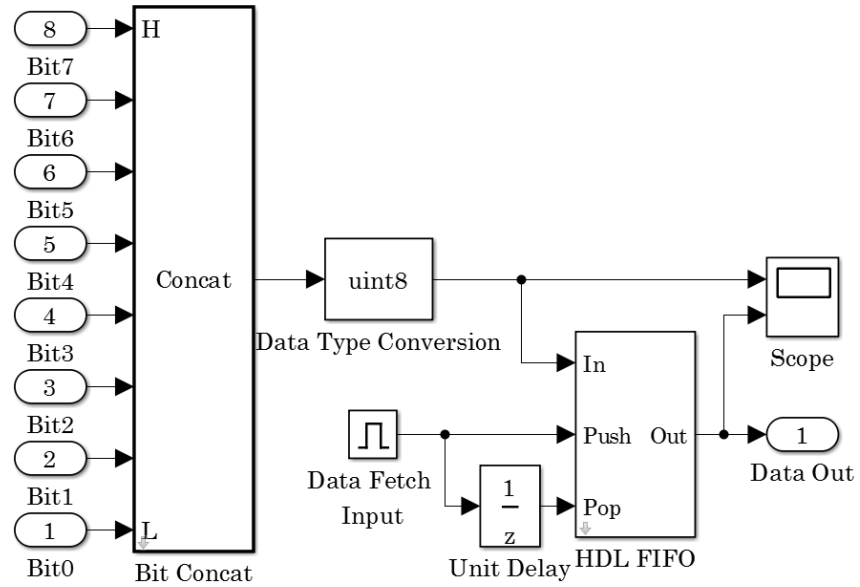 8
H
Bit7
7
Bit6
6
Bit5
5
Bit4
4
Bit3
3
Bit2
2
Bit1
1
L
Bit0
Concat
Bit Concat
uint8
Data Type Conversion
Data Fetch
Input
1
z
Unit Delay
In
Push
Out
Pop
HDL FIFO
Scope
1
Data Out